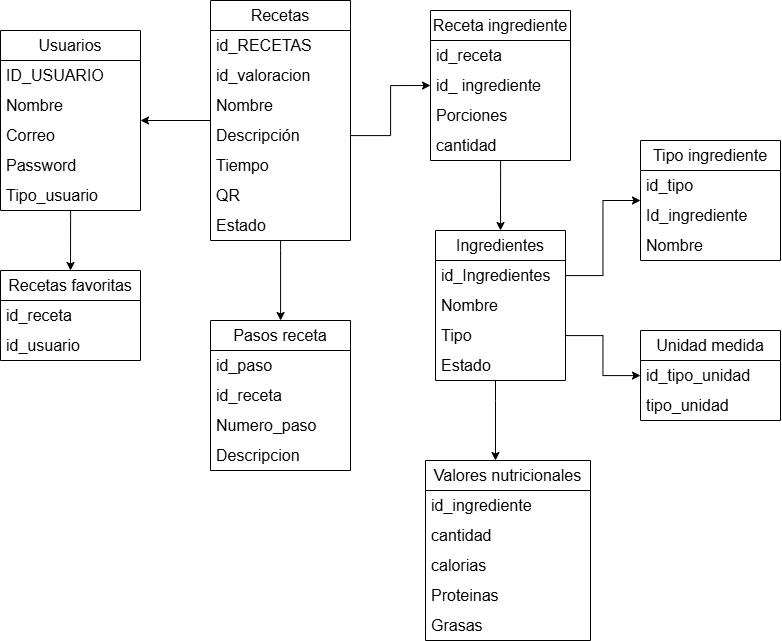 Usuarios
ID_USUARIO
Nombre
Correo
Password
Tipo_usuario
Recetas favoritas
id_receta
id_usuario
Recetas
id_RECETAS
id_valoracion
Nombre
Descripción
Tiempo
QR
Estado
Pasos receta
id_paso
id_receta
Numero_paso
Descripcion
Receta ingrediente
id_receta
id_ ingrediente
Porciones
cantidad
Ingredientes
id_Ingredientes
Nombre
Tipo
Estado
Valores nutricionales
id_ingrediente
cantidad
calorias
Proteinas
Grasas
Tipo ingrediente
id_tipo
Id_ingrediente
Nombre
Unidad medida
id_tipo_unidad
tipo_unidad